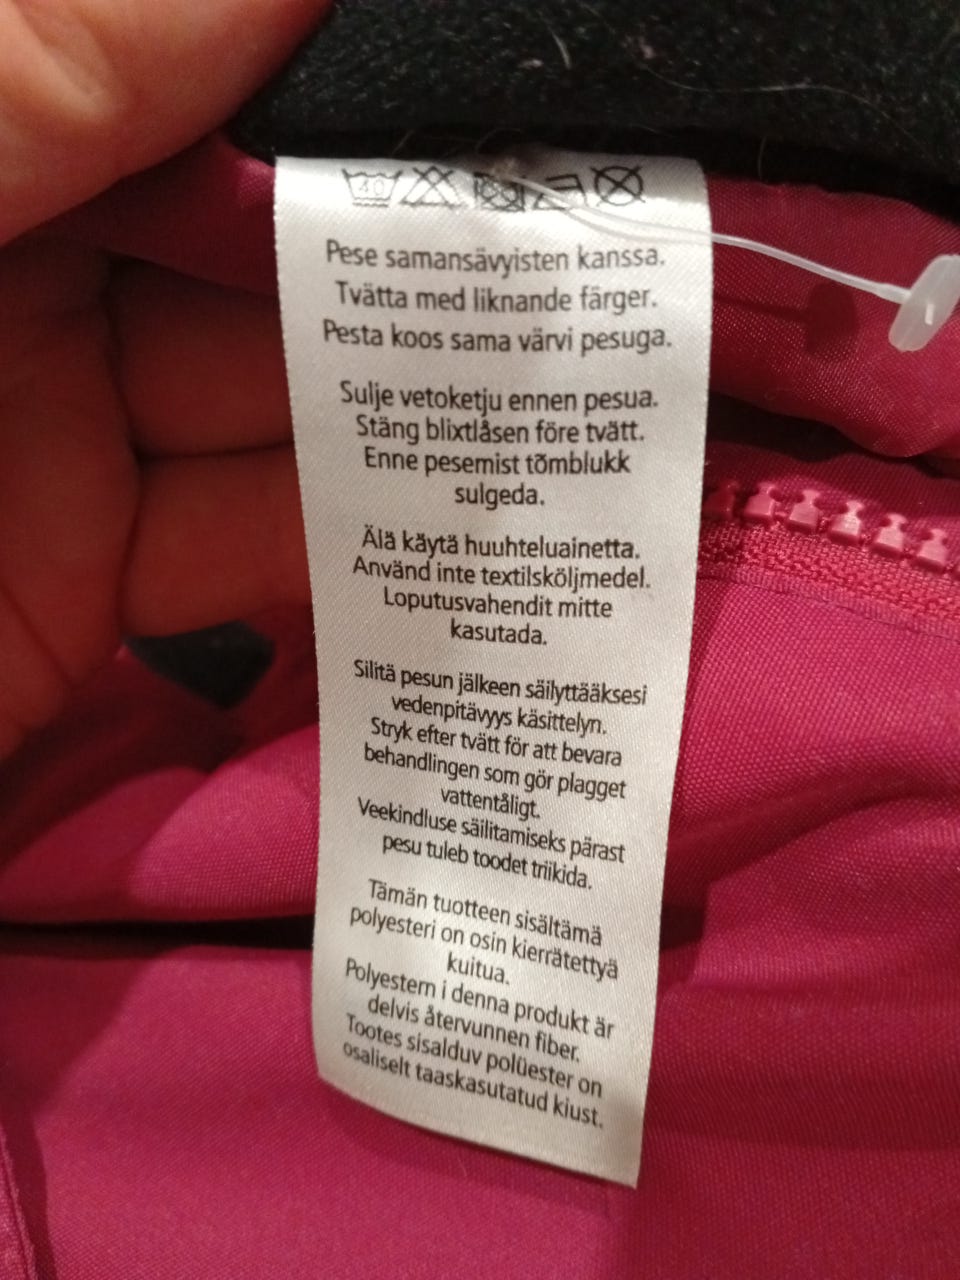 40
Pese samansävyisten kanssa.
Tvätta med liknande färger.
Pesta koos sama värvi pesuga.
Sulje vetoketju ennen pesua.
Stäng blixtlåsen före tvätt.
Enne pesemist tõmblukk
sulgeda.
Älä käytä huuhteluainetta.
Använd inte textilsköljmedel.
Loputusvahendit mitte
kasutada.
Silitä pesun jälkeen säilyttääksesi
vedenpitävyys käsittelyn.
Stryk efter tvätt för att bevara
behandlingen som gör plagget
vattentåligt.
Veekindluse säilitamiseks pärast
pesu tuleb toodet triikida.
Tämän tuotteen sisältämä
polyesteri on osin kierrätettyä
kuitua.
Polyestern i denna produkt är
delvis återvunnen fiber.
Tootes sisalduv polüester on
osaliselt taaskasutatud kiust.